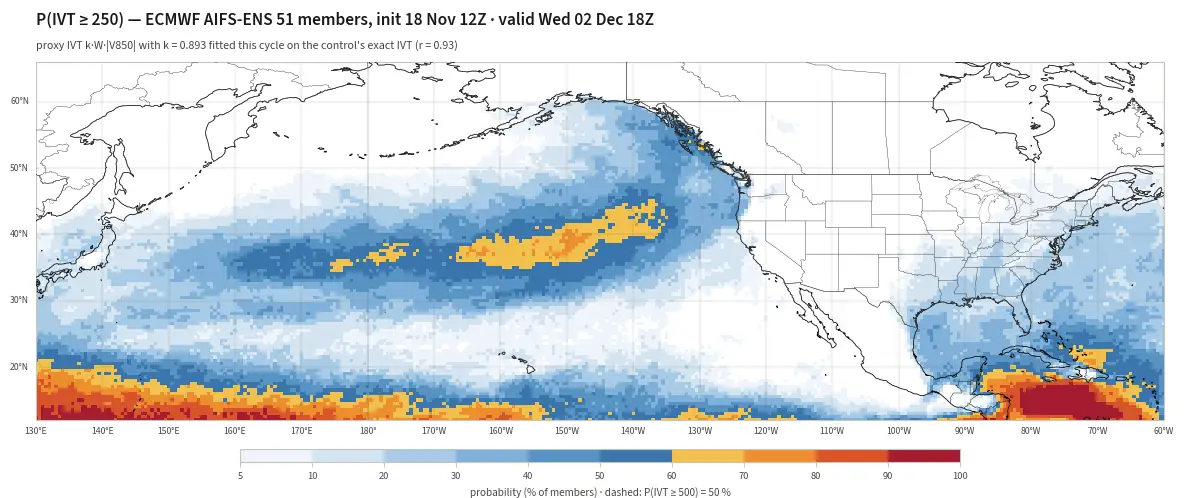 P(IVT ≥ 250) — ECMWF AIFS-ENS 51 members, init 18 Nov 12Z · valid Wed 02 Dec 18Z
proxy IVT k·W·|V850| with k = 0.893 fitted this cycle on the control's exact IVT (r = 0.93)
60°N
50°N
40°N
30°N
20°N
130°E 140°E 150°E 160°E 170°E 180° 170°W 160°W 150°W 140°W 130°W 120°W 110°W 100°W 90°W 80°W 70°W 60°W
5 10 20 30 40 50 60 70 80 90 100
probability (% of members) · dashed: P(IVT ≥ 500) = 50 %